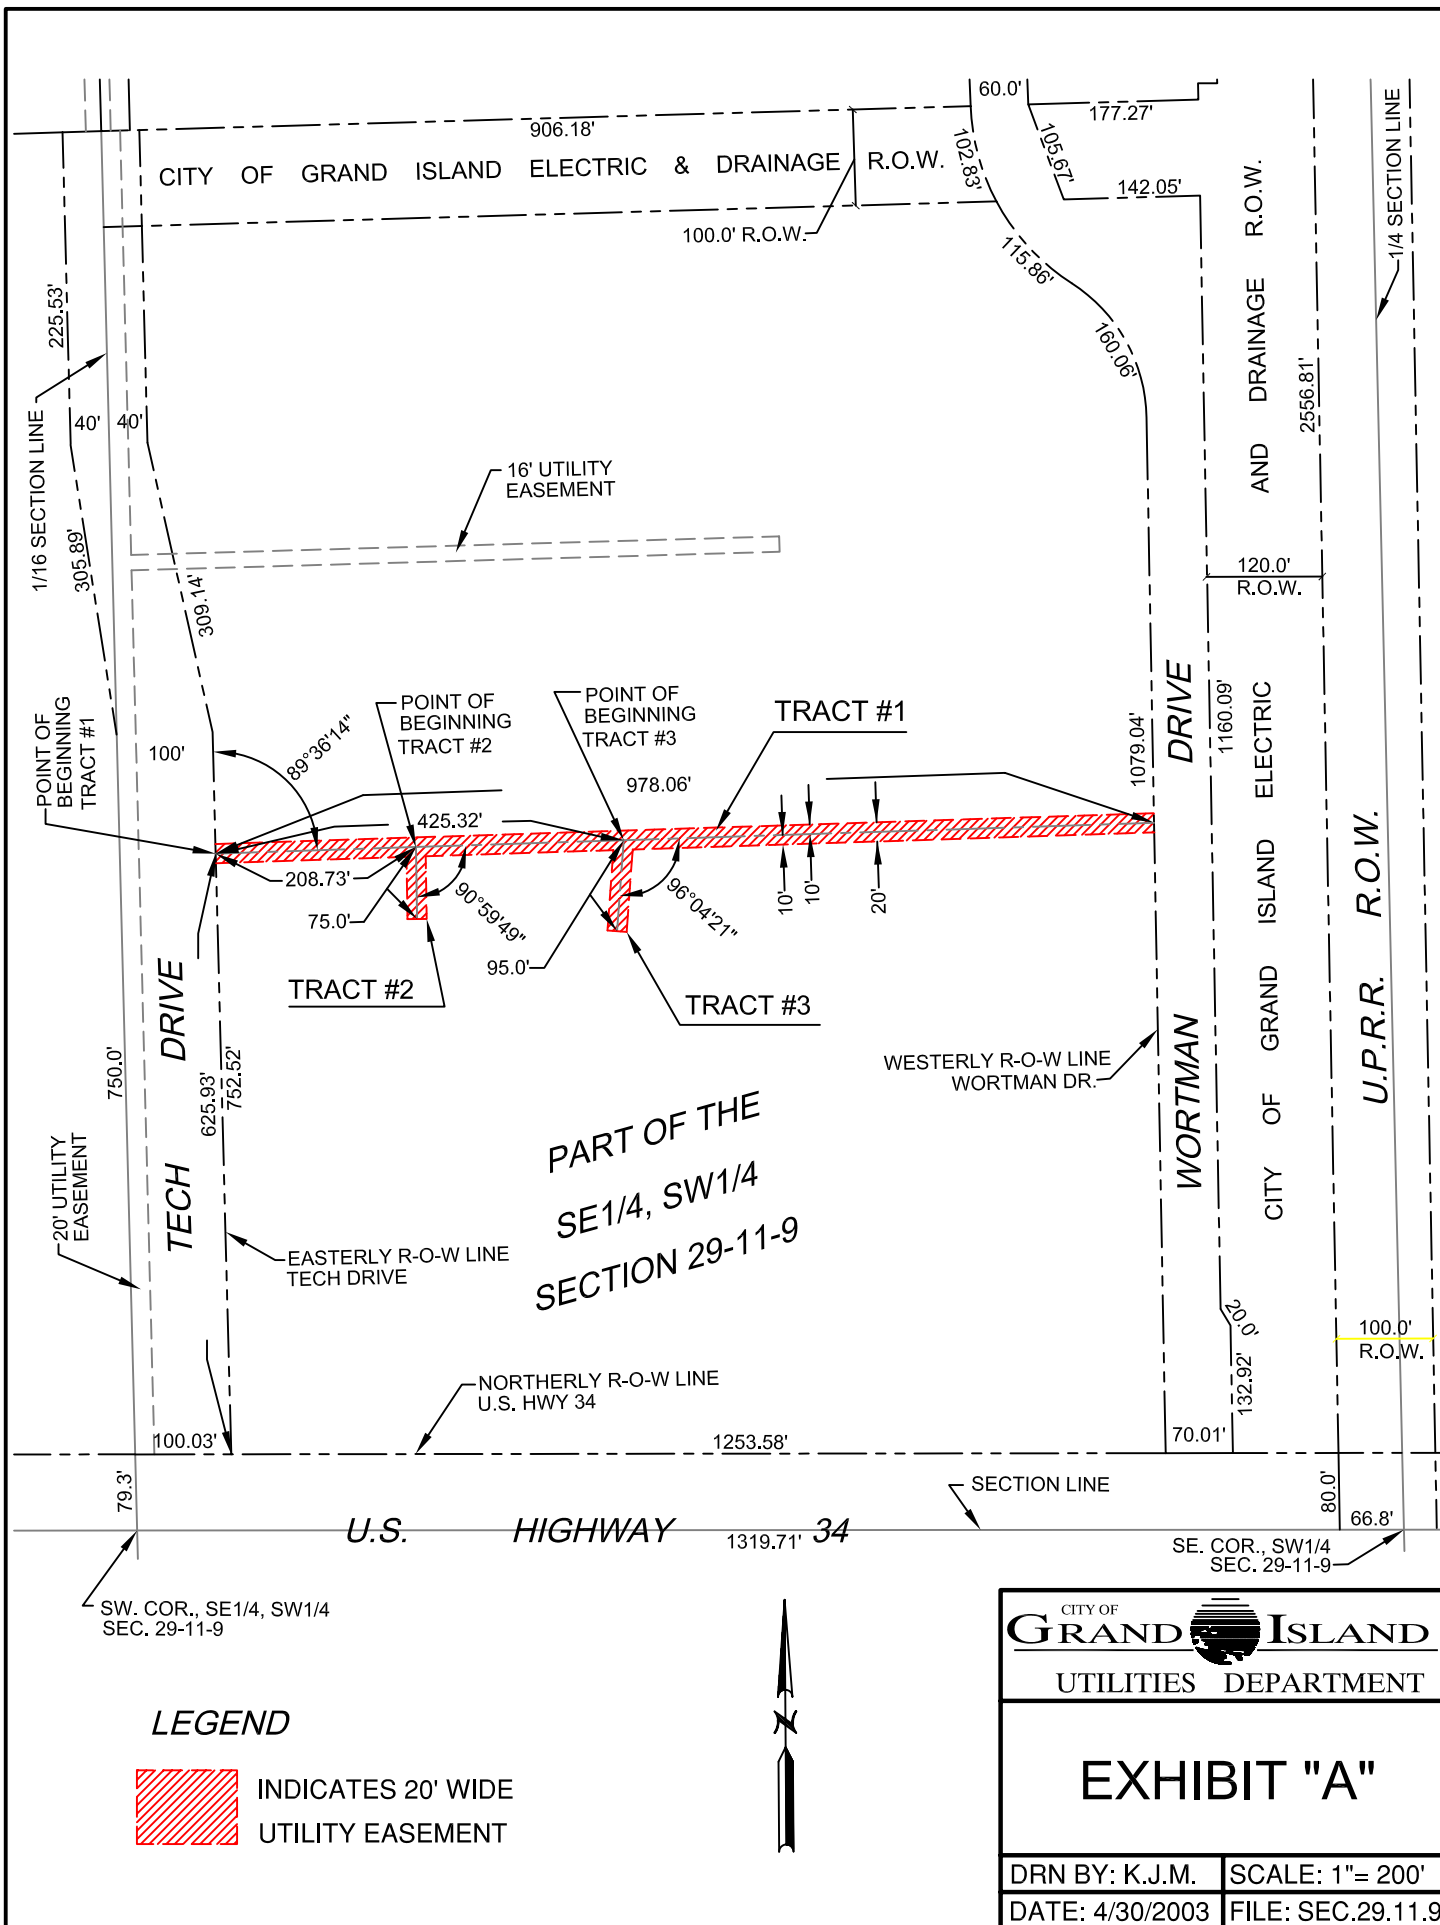 60.0'
177.27'
906.18'
102.83'
105.67'
1/4 SECTION LINE
CITY OF GRAND ISLAND ELECTRIC & DRAINAGE R.O.W.
142.05'
100.0' R.O.W.
115.86'
225.53'
160.06'
40' 40'
1/16 SECTION LINE
2556.81'
16' UTILITY
EASEMENT
305.89'
309.14'
120.0'
R.O.W.
CITY OF GRAND ISLAND ELECTRIC AND DRAINAGE R.O.W.
POINT OF
BEGINNING
TRACT #1
100'
89°36'14"
POINT OF
BEGINNING
TRACT #2
POINT OF
BEGINNING
TRACT #3
TRACT #1
978.06'
1079.04'
1160.09'
WORTMAN DRIVE
425.32'
208.73'
75.0'
90°59'49"
96°04'21"
95.0'
10'
10'
20'
TRACT #2
TRACT #3
U.P.R.R. R.O.W.
TECH DRIVE
750.0'
625.93'
752.52'
WESTERLY R-O-W LINE
WORTMAN DR.
20' UTILITY
EASEMENT
PART OF THE
SE1/4, SW1/4
SECTION 29-11-9
EASTERLY R-O-W LINE
TECH DRIVE
20.0'
132.92'
100.0'
R.O.W.
NORTHERLY R-O-W LINE
U.S. HWY 34
100.03'
1253.58'
70.01'
79.3'
SECTION LINE
80.0'
66.8'
U.S. HIGHWAY 34
1319.71'
SE. COR., SW1/4
SEC. 29-11-9
SW. COR., SE1/4, SW1/4
SEC. 29-11-9
N
LEGEND
INDICATES 20' WIDE
UTILITY EASEMENT
CITY OF
GRAND ISLAND
UTILITIES DEPARTMENT
EXHIBIT "A"
DRN BY: K.J.M.
SCALE: 1"= 200'
DATE: 4/30/2003
FILE: SEC.29.11.9